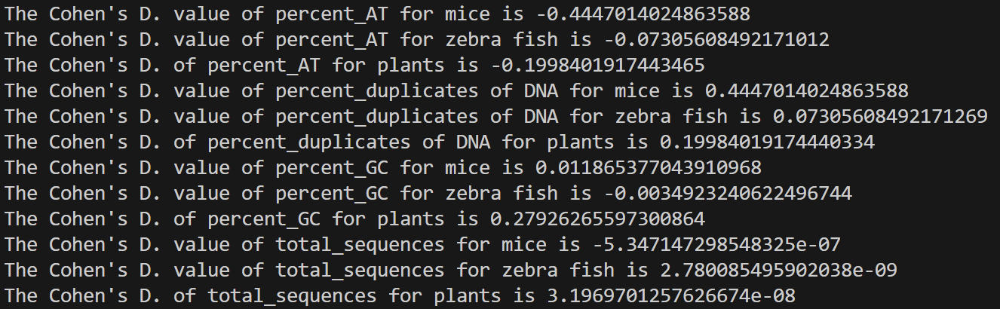 The Cohen's D. value of percent_AT for mice is -0.4447014024863588
The Cohen's D. value of percent_AT for zebra fish is -0.07305608492171012
The Cohen's D. of percent_AT for plants is -0.1998401917443465
The Cohen's D. value of percent_duplicates of DNA for mice is 0.4447014024863588
The Cohen's D. value of percent_duplicates of DNA for zebra fish is 0.07305608492171269
The Cohen's D. of percent_duplicates of DNA for plants is 0.19984019174440334
The Cohen's D. value of percent_GC for mice is 0.011865377043910968
The Cohen's D. value of percent_GC for zebra fish is -0.0034923240622496744
The Cohen's D. of percent_GC for plants is 0.27926265597300864
The Cohen's D. value of total_sequences for mice is -5.347147298548325e-07
The Cohen's D. value of total_sequences for zebra fish is 2.780085495902038e-09
The Cohen's D. of total_sequences for plants is 3.1969701257626674e-08